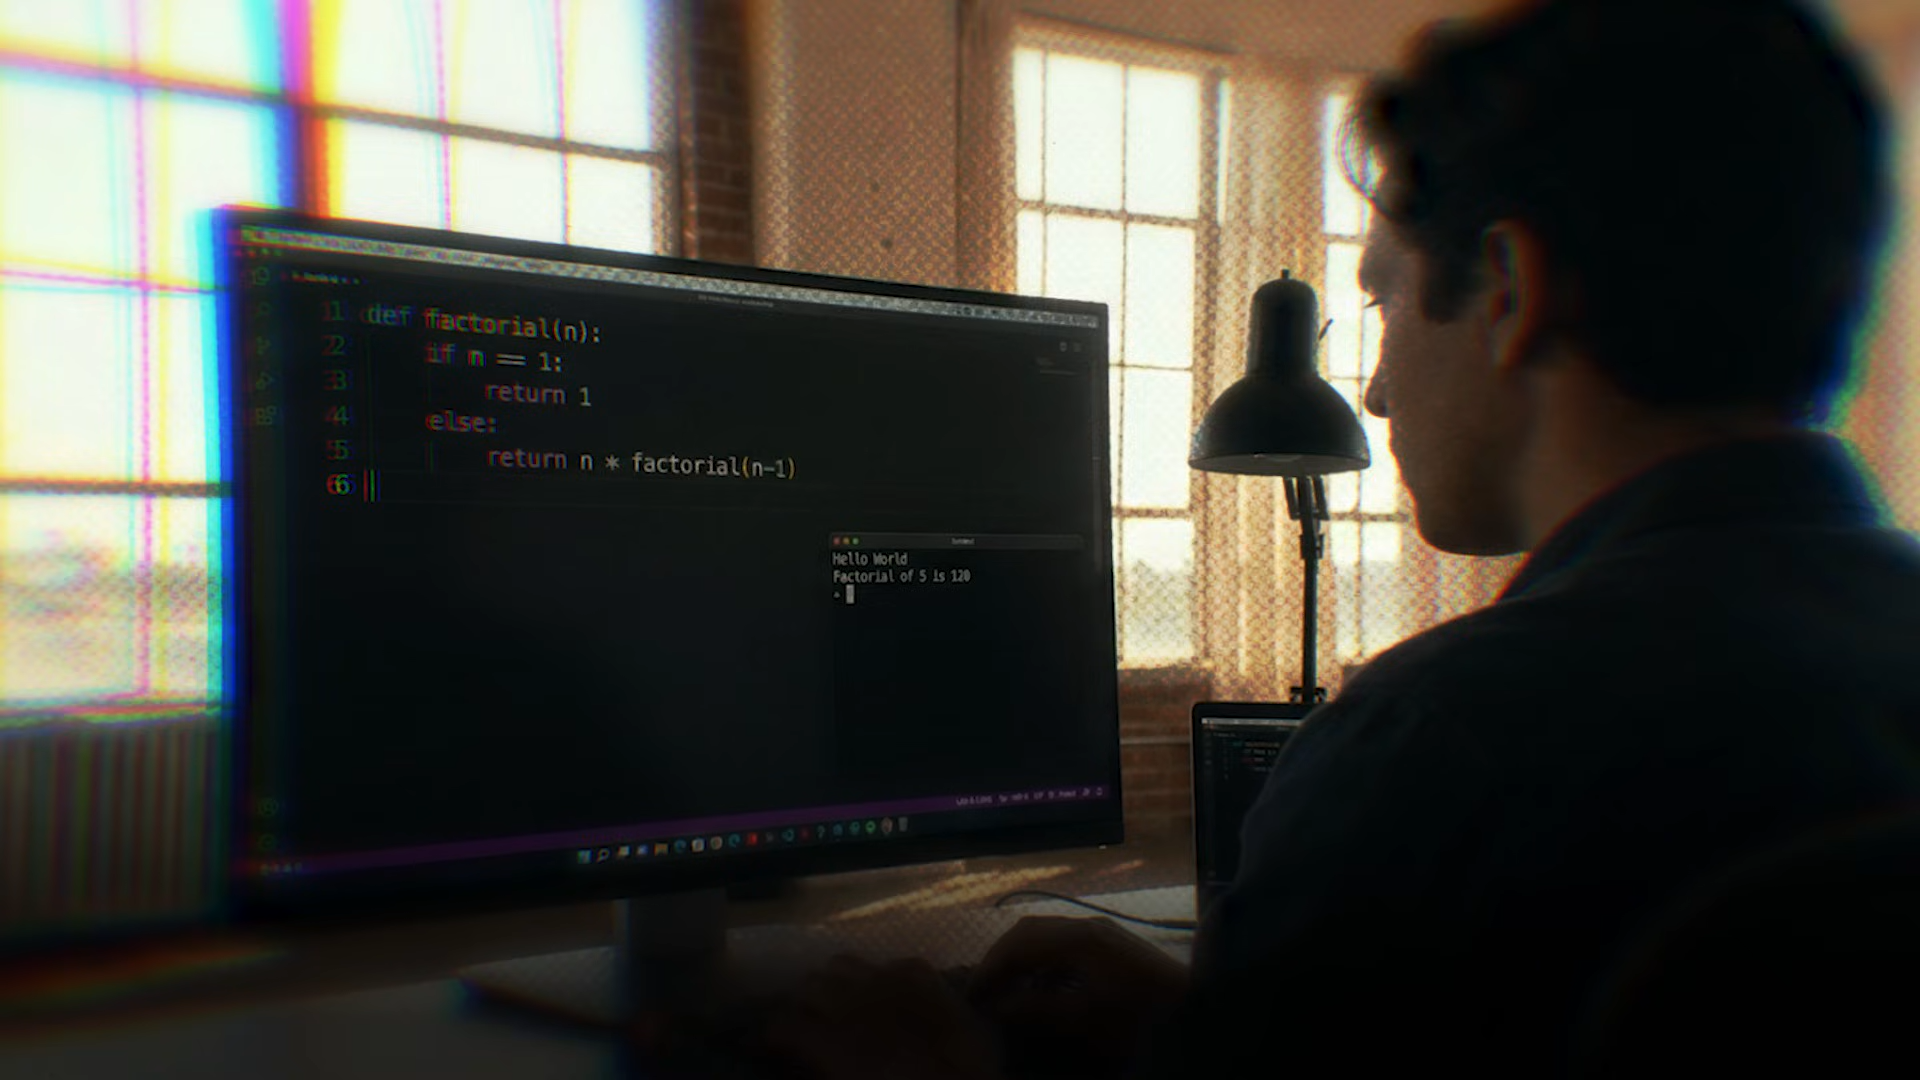 1 def factorial(n):
2 if n == 1:
3 return 1
4 else:
5 return n * factorial(n-1)
6
Hello World
Factorial of 5 is 120